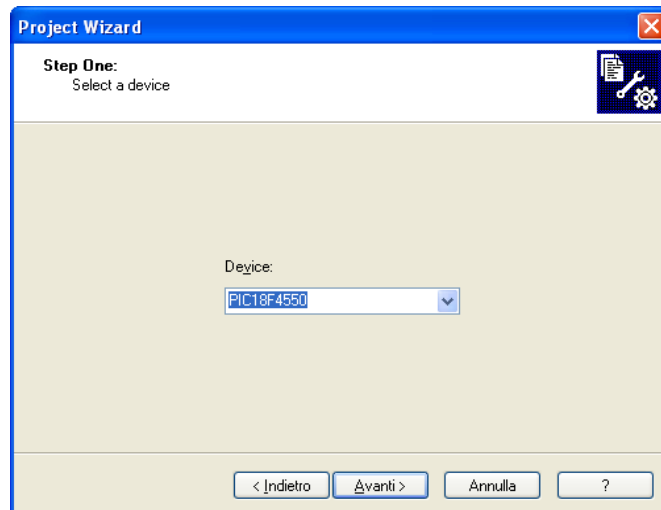 Project Wizard
Step One:
Select a device
Device:
PIC18F4550
< Indietro Avanti > Annulla ?